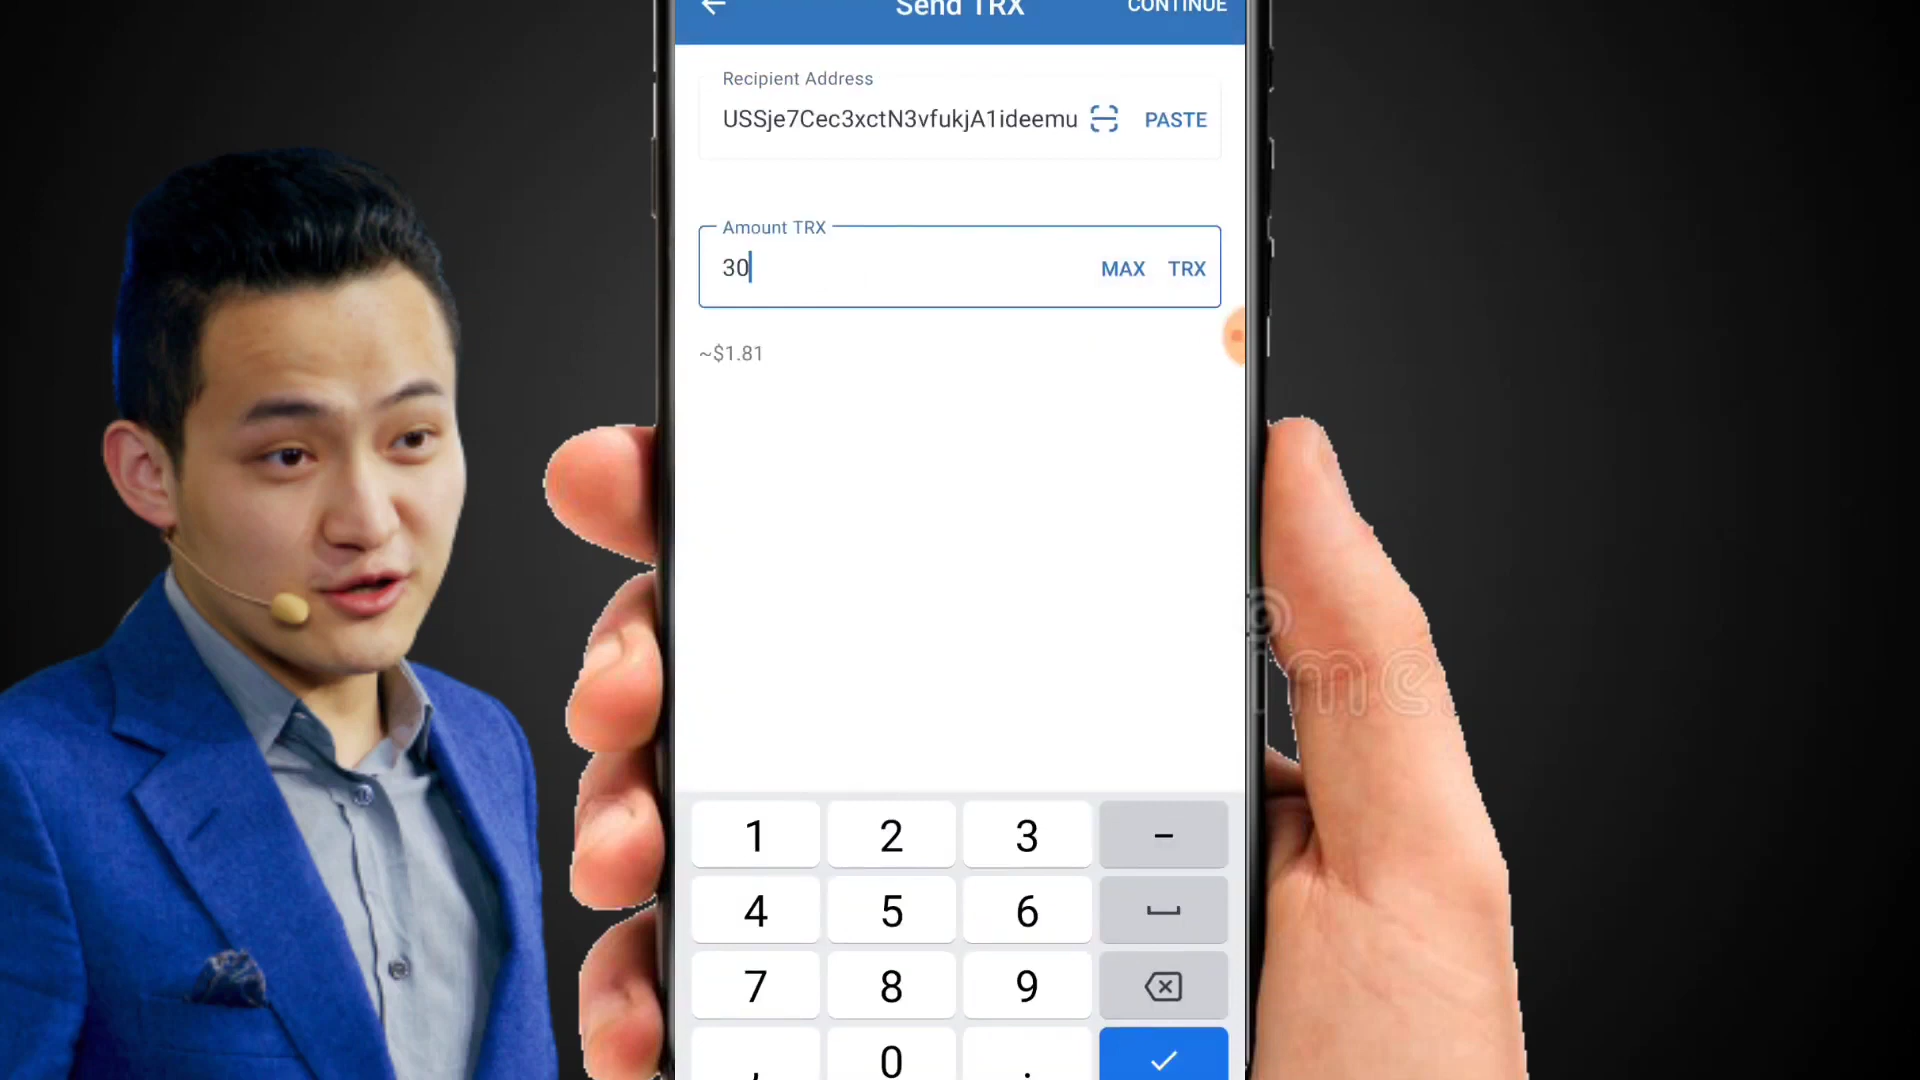 Send TRX
CONTINUE
Recipient Address
USSje7Cec3xctN3vfukjA1ideemu
PASTE
Amount TRX
30
MAX TRX
~$1.81
1 2 3 −
4 5 6
7 8 9
, 0 .